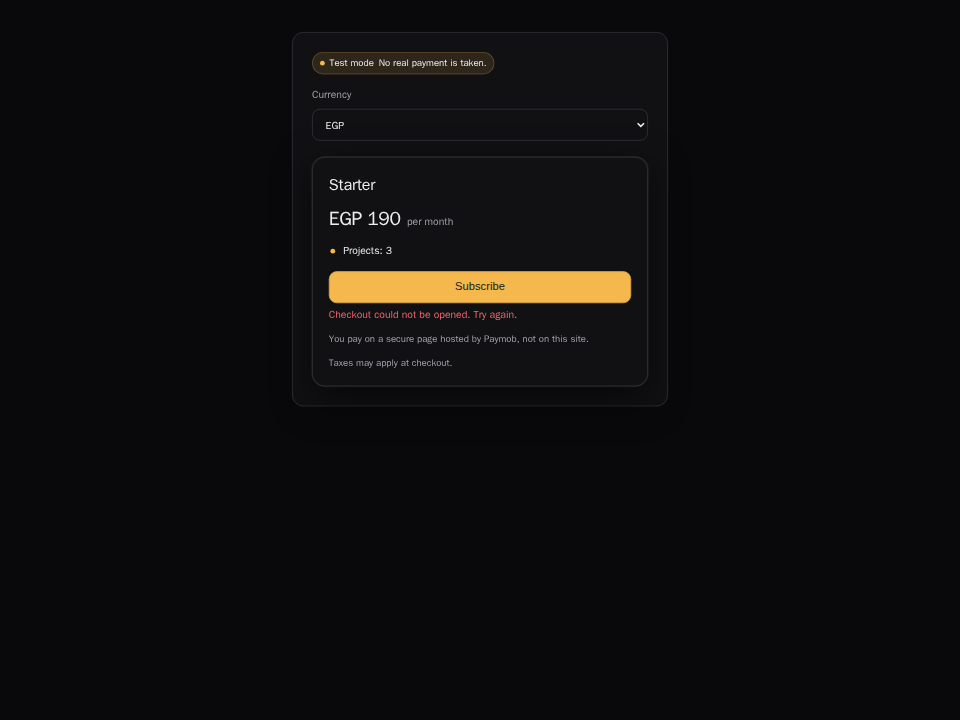 Test mode No real payment is taken.
Currency
EGP
Starter
EGP 190 per month
Projects: 3
Subscribe
Checkout could not be opened. Try again.
You pay on a secure page hosted by Paymob, not on this site.
Taxes may apply at checkout.